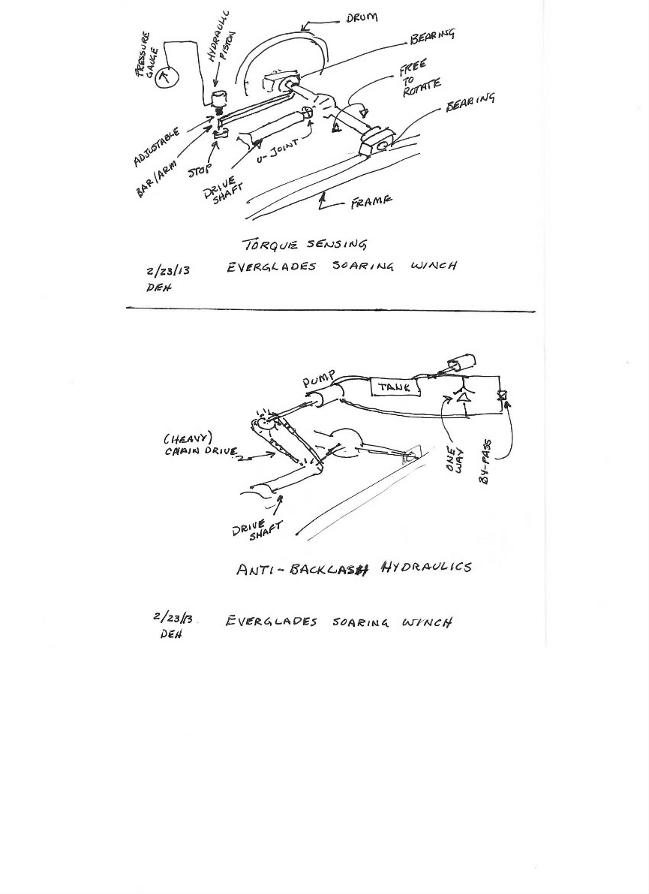 DRUM
BEARING
FREE
TO
ROTATE
BEARING
PRESSURE
GAUGE
HYDRAULIC
PISTON
ADJUSTABLE
BAR/ARM
STOP
DRIVE
SHAFT
U-JOINT
FRAME
TORQUE SENSING
2/23/13
DEH
EVERGLADES SOARING WINCH
PUMP
TANK
(HEAVY)
CHAIN DRIVE
ONE
WAY
BY-PASS
DRIVE
SHAFT
ANTI-BACKLASH HYDRAULICS
2/23/13
DEH
EVERGLADES SOARING WINCH